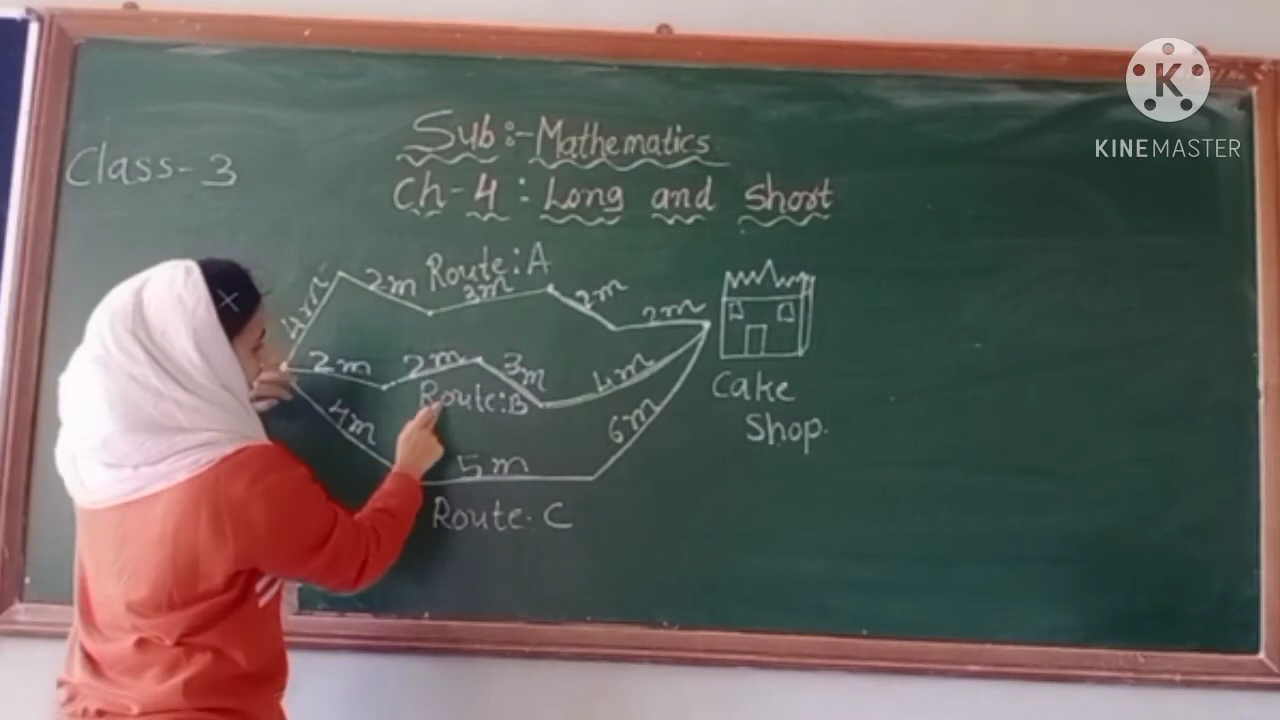 K
KINEMASTER
Sub:-Mathematics
Class-3
Ch-4: Long and short
Route: A
4m
2m
3m
2m
2m
2m
2m
3m
4m
Route:B
Cake
Shop.
4m
5m
6m
Route. C